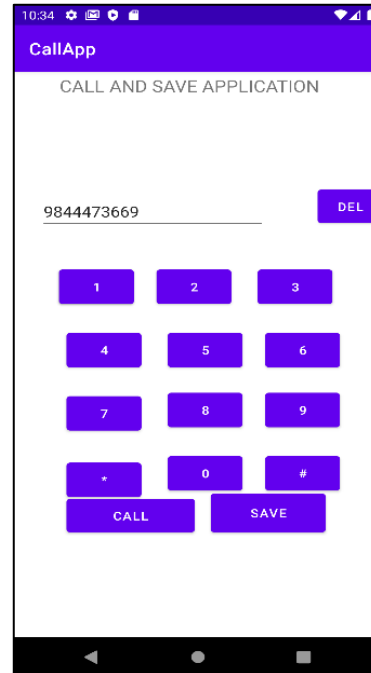 10:34
CallApp
CALL AND SAVE APPLICATION
9844473669 DEL
1 2 3
4 5 6
7 8 9
* 0 #
CALL SAVE